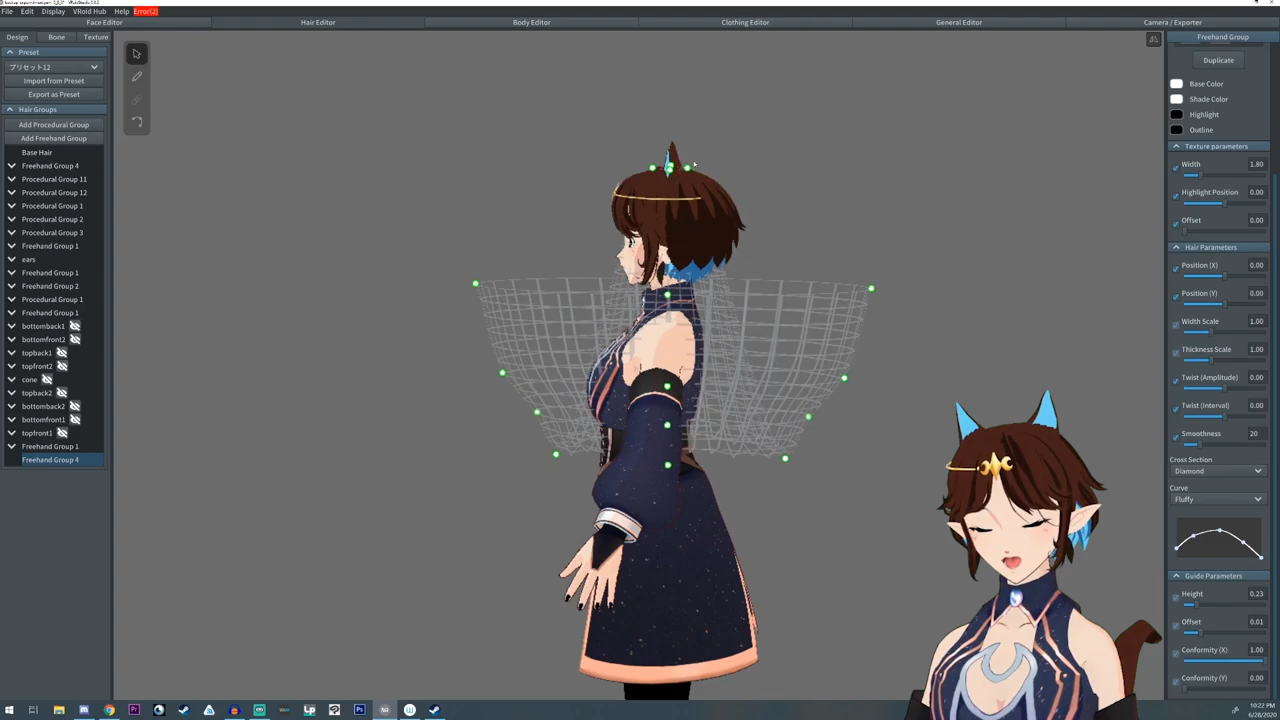 File Edit Display VRoid Hub Help Error(2)
Face Editor Hair Editor Body Editor Clothing Editor General Editor Camera / Exporter
Design Bone Texture
Preset
プリセット12
Import from Preset
Export as Preset
Hair Groups
Add Procedural Group
Add Freehand Group
Base Hair
Freehand Group 4
Procedural Group 11
Procedural Group 12
Procedural Group 1
Procedural Group 2
Procedural Group 3
Freehand Group 1
ears
Freehand Group 1
Freehand Group 2
Procedural Group 1
Freehand Group 1
bottomback1
bottomfront2
topback1
topfront2
cone
topback2
bottomback2
bottomfront1
topfront1
Freehand Group 1
Freehand Group 4
Freehand Group
Duplicate
Base Color
Shade Color
Highlight
Outline
Texture parameters
Width 1.80
Highlight Position 0.00
Offset 0.00
Hair Parameters
Position (X) 0.00
Position (Y) 0.00
Width Scale 1.00
Thickness Scale 1.00
Twist (Amplitude) 0.00
Twist (Interval) 0.00
Smoothness 20
Cross Section
Diamond
Curve
Fluffy
Guide Parameters
Height 0.23
Offset 0.01
Conformity (X) 1.00
Conformity (Y) 0.00
10:22 PM
6/28/2020